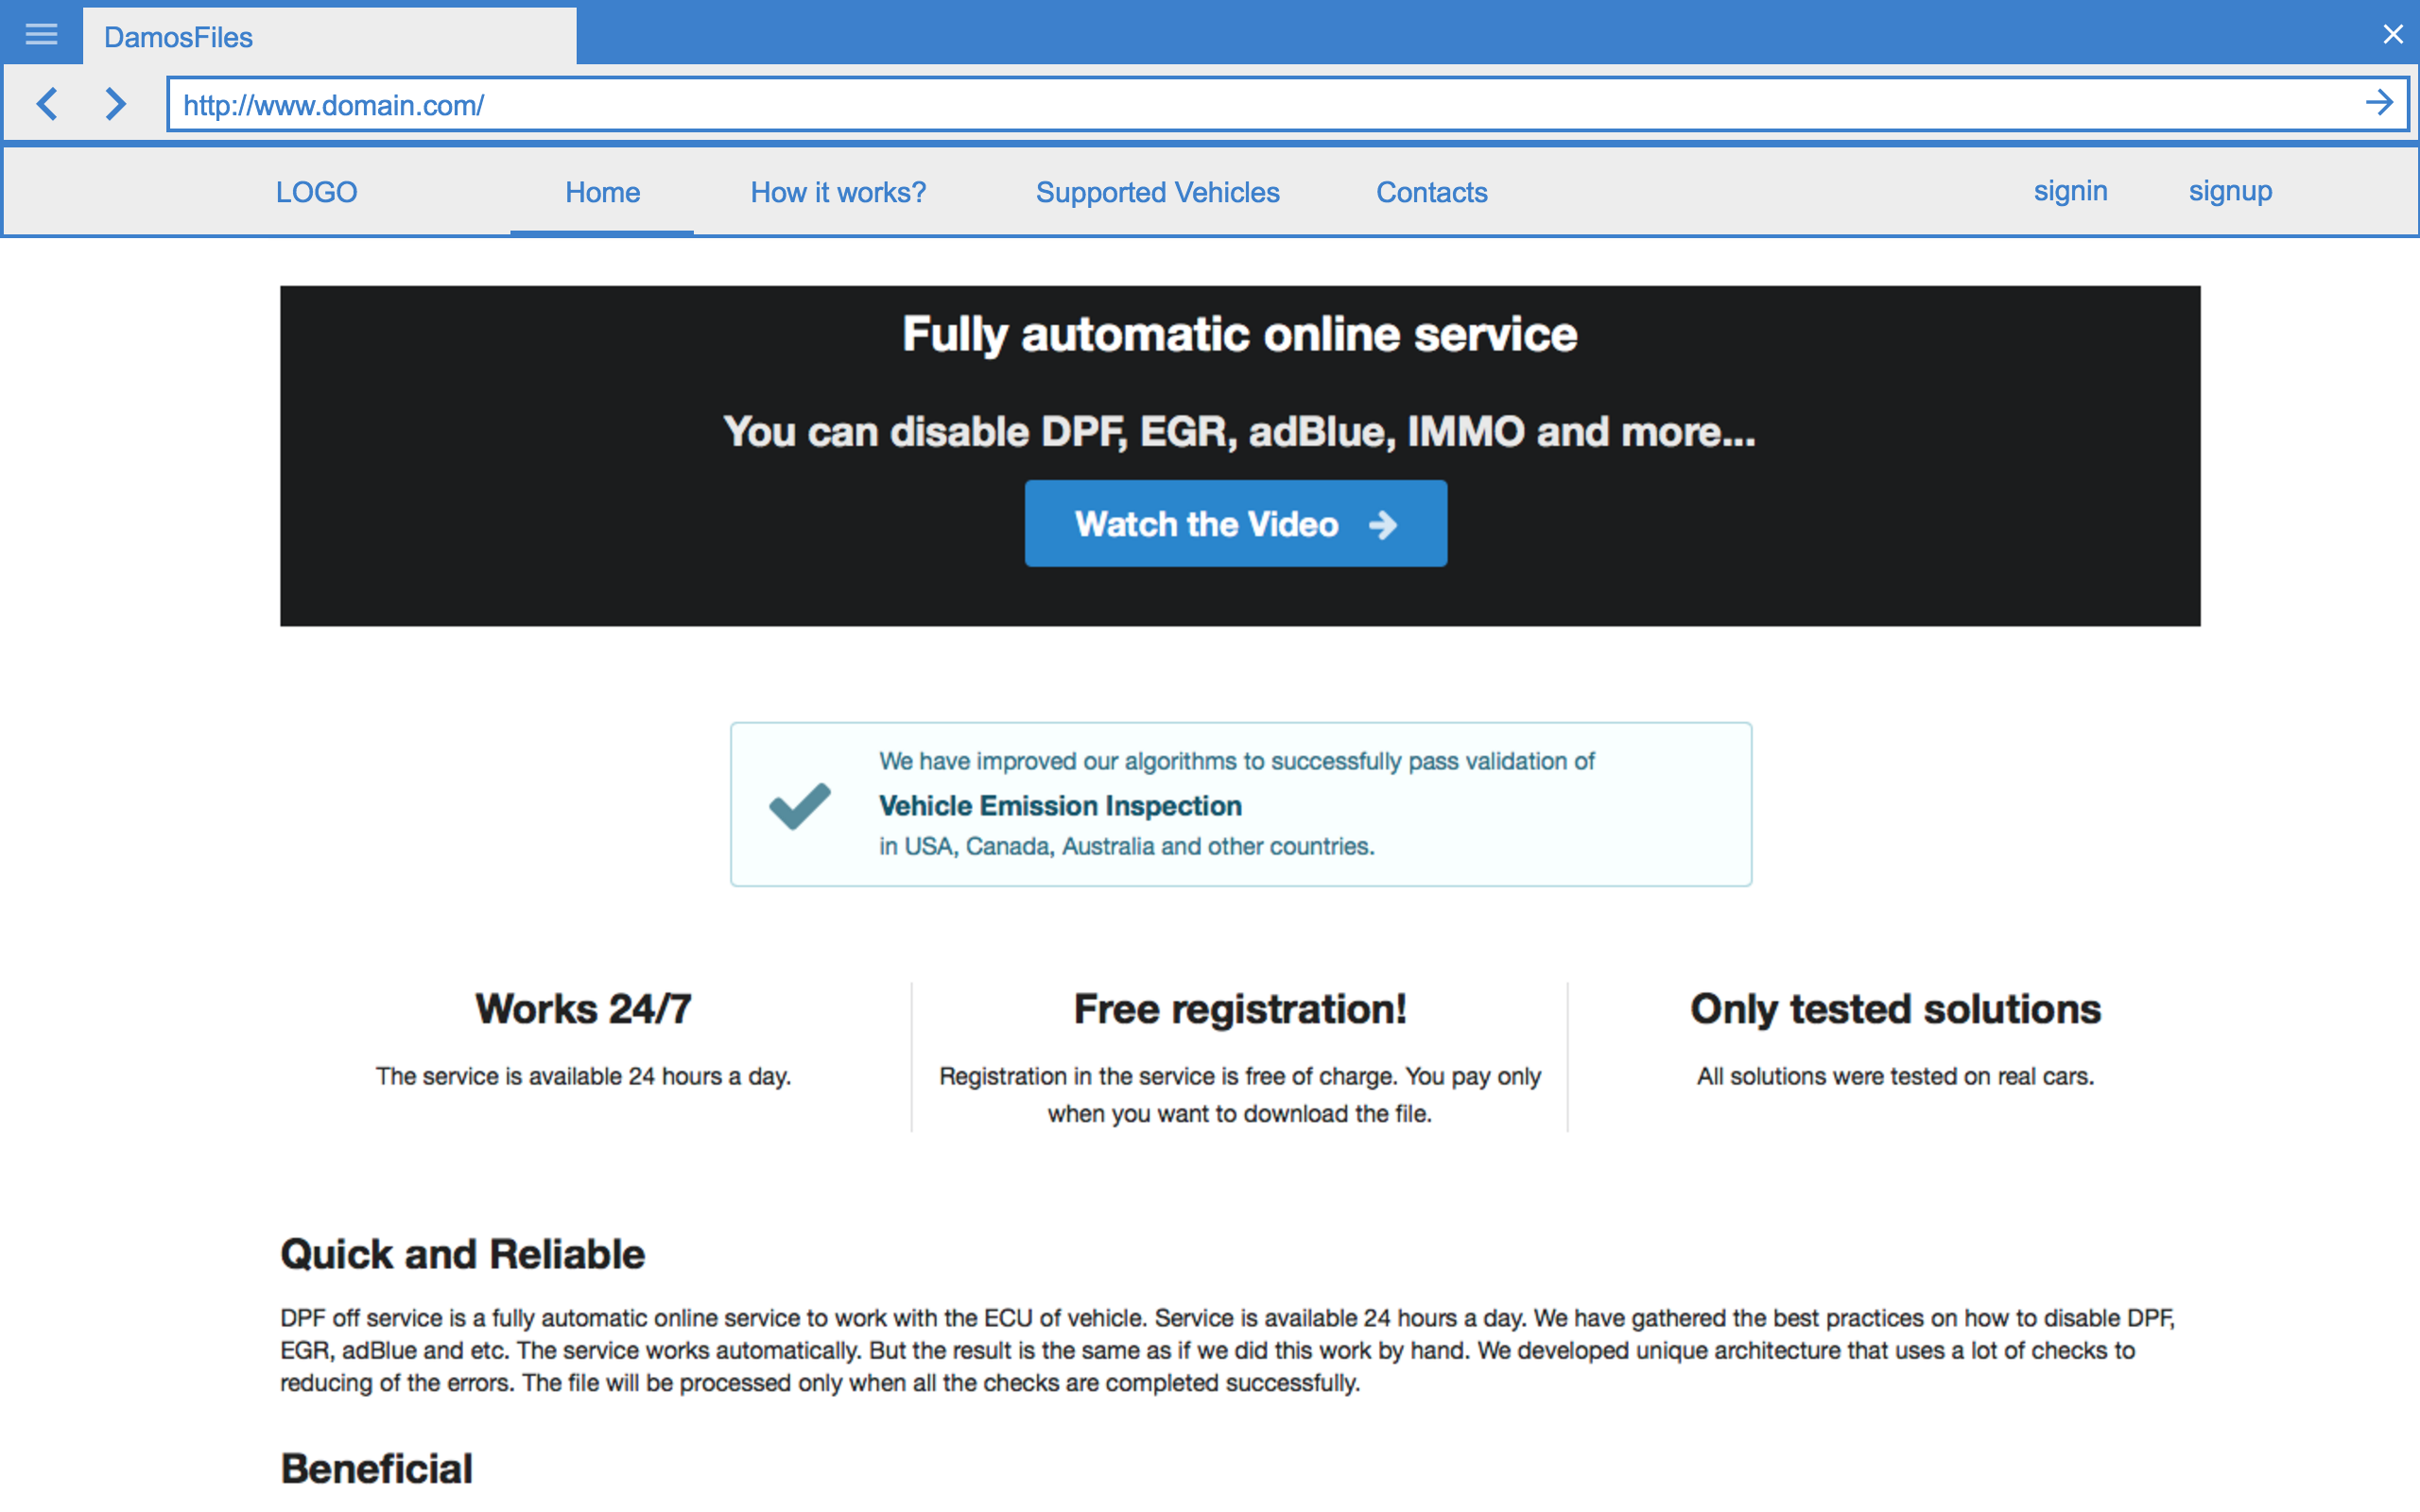 DamosFiles
http://www.domain.com/
LOGO Home How it works? Supported Vehicles Contacts signin signup
Fully automatic online service
You can disable DPF, EGR, adBlue, IMMO and more...
Watch the Video
We have improved our algorithms to successfully pass validation of
Vehicle Emission Inspection
in USA, Canada, Australia and other countries.
Works 24/7
The service is available 24 hours a day.
Free registration!
Registration in the service is free of charge. You pay only
when you want to download the file.
Only tested solutions
All solutions were tested on real cars.
Quick and Reliable
DPF off service is a fully automatic online service to work with the ECU of vehicle. Service is available 24 hours a day. We have gathered the best practices on how to disable DPF,
EGR, adBlue and etc. The service works automatically. But the result is the same as if we did this work by hand. We developed unique architecture that uses a lot of checks to
reducing of the errors. The file will be processed only when all the checks are completed successfully.
Beneficial